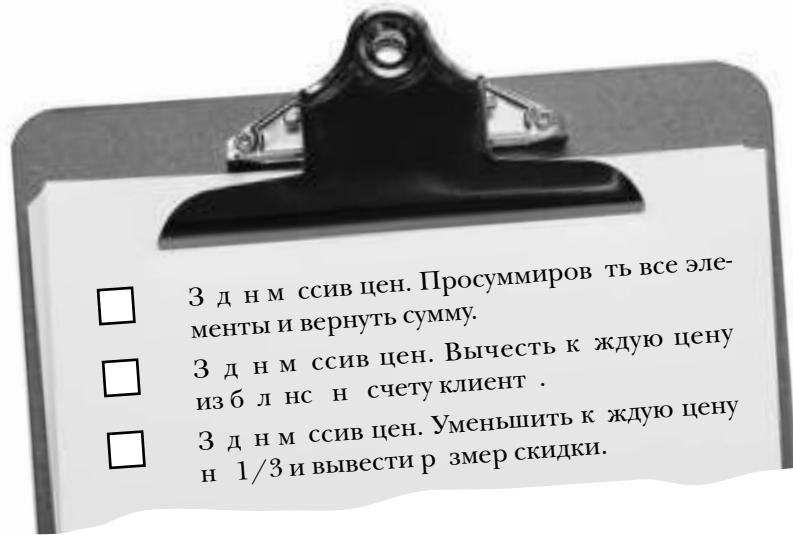 З д н м ссив цен. Просуммиров ть все эле-
менты и вернуть сумму.
З д н м ссив цен. Вычесть к ждую цену
из б л нс н счету клиент .
З д н м ссив цен. Уменьшить к ждую цену
н 1/3 и вывести р змер скидки.